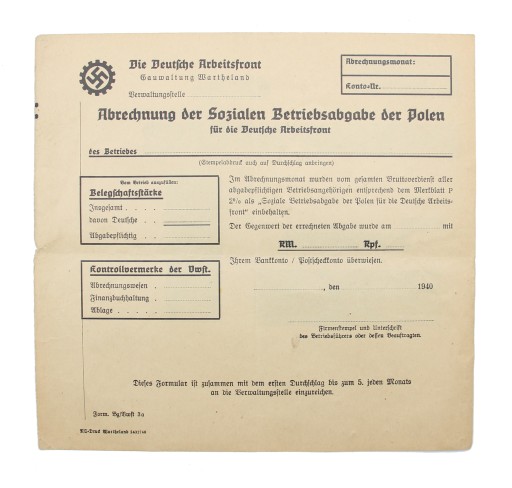 Die Deutsche Arbeitsfront
Gauwaltung Wartheland
Verwaltungsstelle
Abrechnungsmonat:
Konto-Nr.
Abrechnung der Sozialen Betriebsabgabe der Polen
für die Deutsche Arbeitsfront
des Betriebes
(Stempelabdruck auch auf Durchschlag anbringen)
Vom Betrieb auszufüllen:
Belegschaftsstärke
Insgesamt . . . .
davon Deutsche .
Abgabepflichtig . . .
Im Abrechnungsmonat wurden vom gesamten Bruttoverdienst aller
abgabepflichtigen Betriebsangehörigen entsprechend dem Merkblatt P
2% als „Soziale Betriebsabgabe der Polen für die Deutsche Arbeits-
front" einbehalten.
Der Gegenwert der errechneten Abgabe wurde am mit
RM. Rpf.
Ihrem Bankkonto / Postscheckkonto überwiesen.
Kontrollvermerke der Vwst.
Abrechnungswesen .
Finanzbuchhaltung .
Ablage . . . .
, den 1940
Firmenstempel und Unterschrift
des Betriebsführers oder dessen Beauftragten.
Dieses Formular ist zusammen mit dem ersten Durchschlag bis zum 5. jeden Monats
an die Verwaltungsstelle einzureichen.
Form.
Wartheland